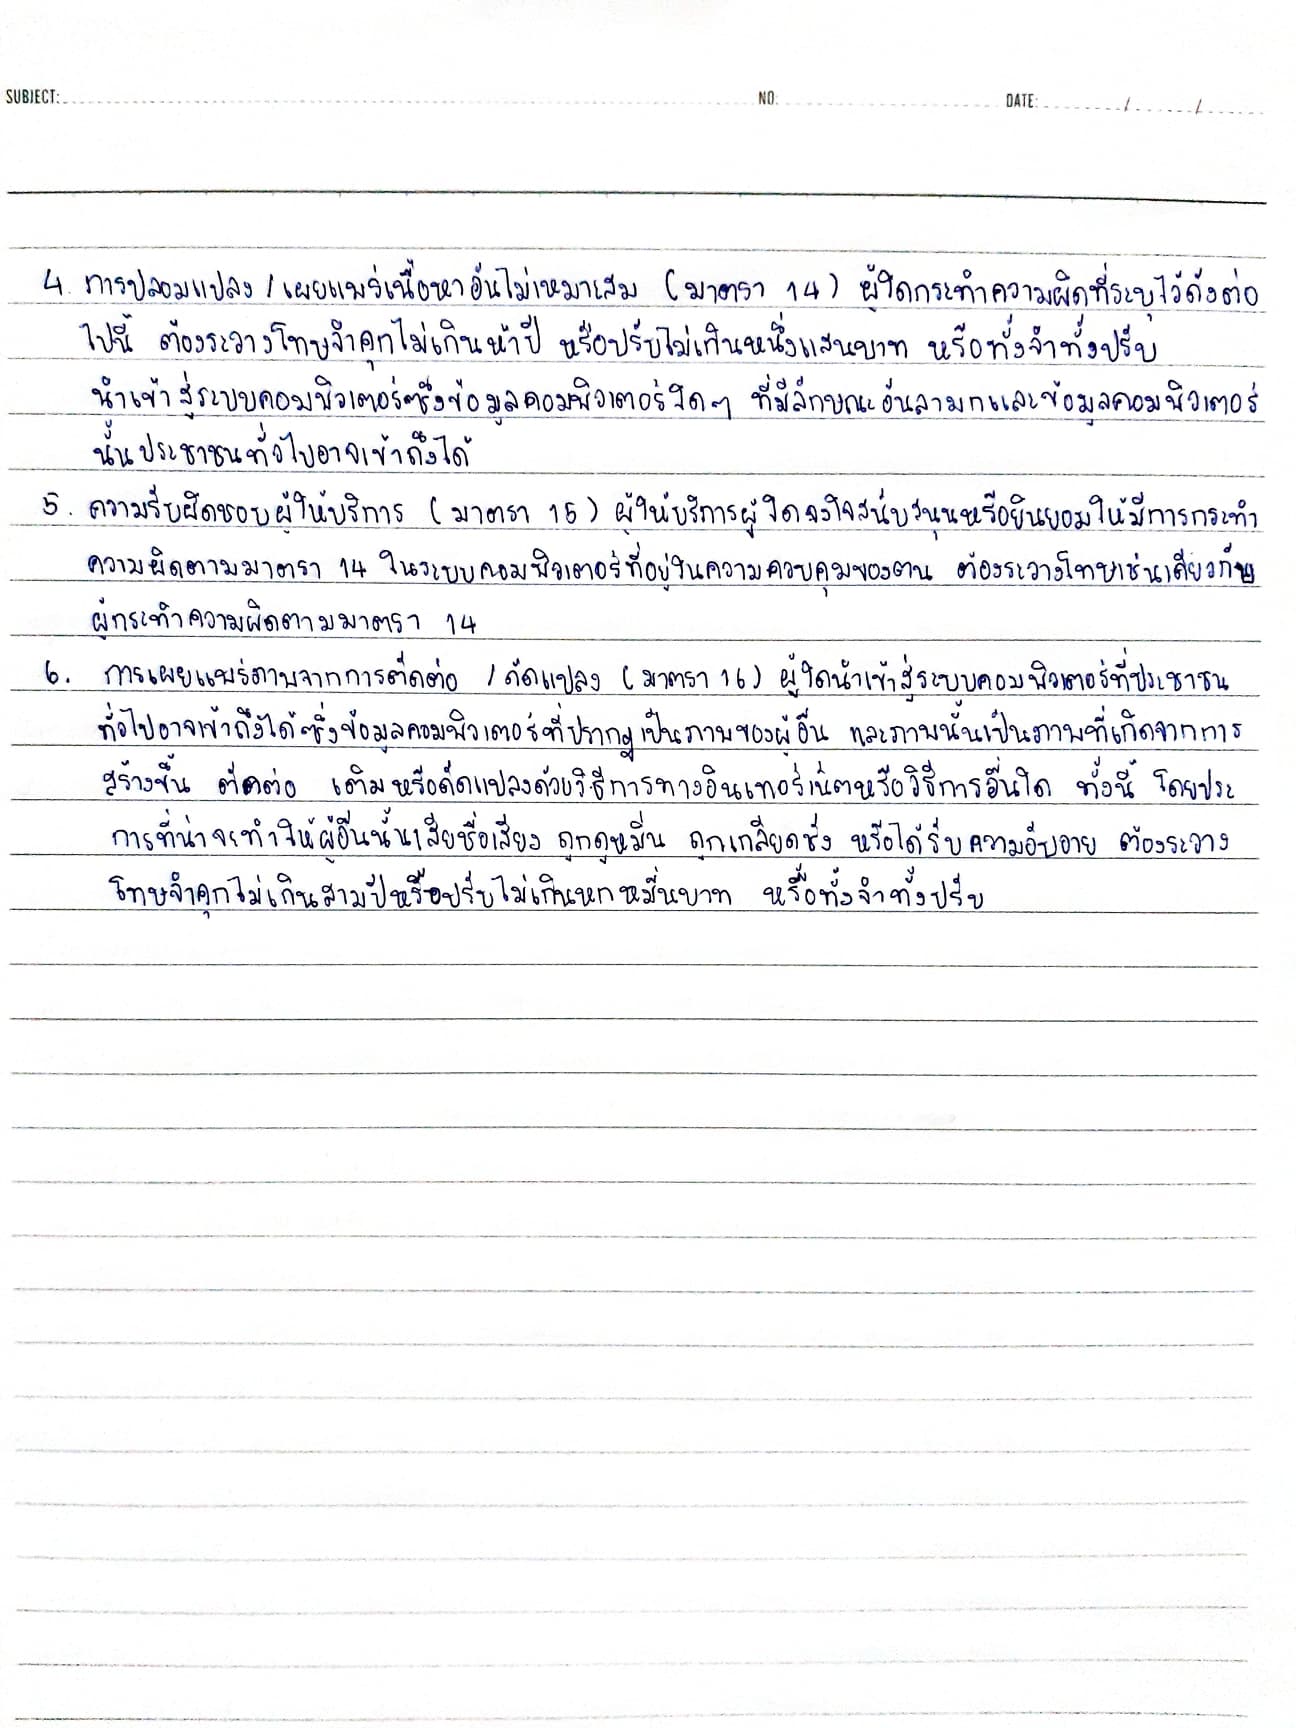 SUBJECT: NO: DATE: / /
4. การปลอมแปลง / เผยแพร่เนื้อหาอันไม่เหมาะสม (มาตรา 14) ผู้ใดกระทำความผิดที่ระบุไว้ดังต่อ
ไปนี้ ต้องระวางโทษจำคุกไม่เกินห้าปี หรือปรับไม่เกินหนึ่งแสนบาท หรือทั้งจำทั้งปรับ
นำเข้าสู่ระบบคอมพิวเตอร์ซึ่งข้อมูลคอมพิวเตอร์ใดๆ ที่มีลักษณะอันลามกและข้อมูลคอมพิวเตอร์
นั้นประชาชนทั่วไปอาจเข้าถึงได้
5. ความรับผิดชอบผู้ให้บริการ (มาตรา 15) ผู้ให้บริการผู้ใดจงใจสนับสนุนหรือยินยอมให้มีการกระทำ
ความผิดตามมาตรา 14 ในระบบคอมพิวเตอร์ที่อยู่ในความควบคุมของตน ต้องระวางโทษเช่นเดียวกับ
ผู้กระทำความผิดตามมาตรา 14
6. การเผยแพร่ภาพจากการตัดต่อ / ดัดแปลง (มาตรา 16) ผู้ใดนำเข้าสู่ระบบคอมพิวเตอร์ที่ประชาชน
ทั่วไปอาจเข้าถึงได้ซึ่งข้อมูลคอมพิวเตอร์ที่ปรากฏเป็นภาพของผู้อื่น และภาพนั้นเป็นภาพที่เกิดจากการ
สร้างขึ้น ตัดต่อ เติมหรือดัดแปลงด้วยวิธีการทางอินเทอร์เน็ตหรือวิธีการอื่นใด ทั้งนี้ โดยประ
การที่น่าจะทำให้ผู้อื่นนั้นเสียชื่อเสียง ถูกดูหมิ่น ถูกเกลียดชัง หรือได้รับความอับอาย ต้องระวาง
โทษจำคุกไม่เกินสามปีหรือปรับไม่เกินหกหมื่นบาท หรือทั้งจำทั้งปรับ